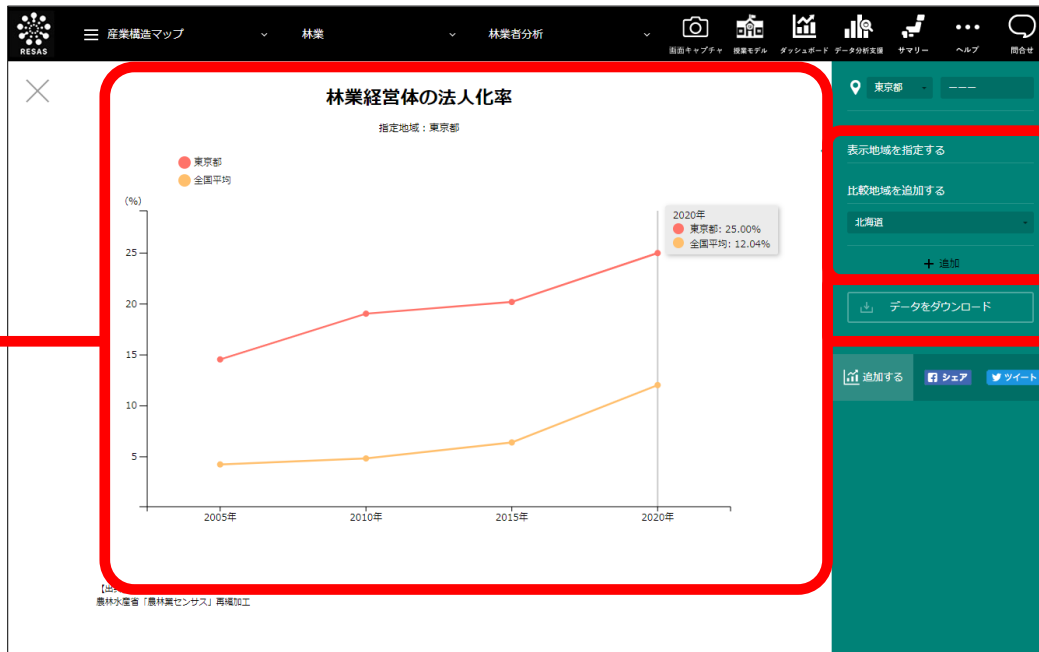 RESAS
産業構造マップ
林業
林業者分析
画面キャプチャ
授業モデル
ダッシュボード
データ分析支援
サマリー
ヘルプ
問合せ
林業経営体の法人化率
指定地域：東京都
東京都
全国平均
(%)
25
20
15
10
5
2005年
2010年
2015年
2020年
2020年
東京都: 25.00%
全国平均: 12.04%
農林水産省「農林業センサス」再編加工
東京都
---
表示地域を指定する
比較地域を追加する
北海道
+ 追加
データをダウンロード
追加する
シェア
ツイート